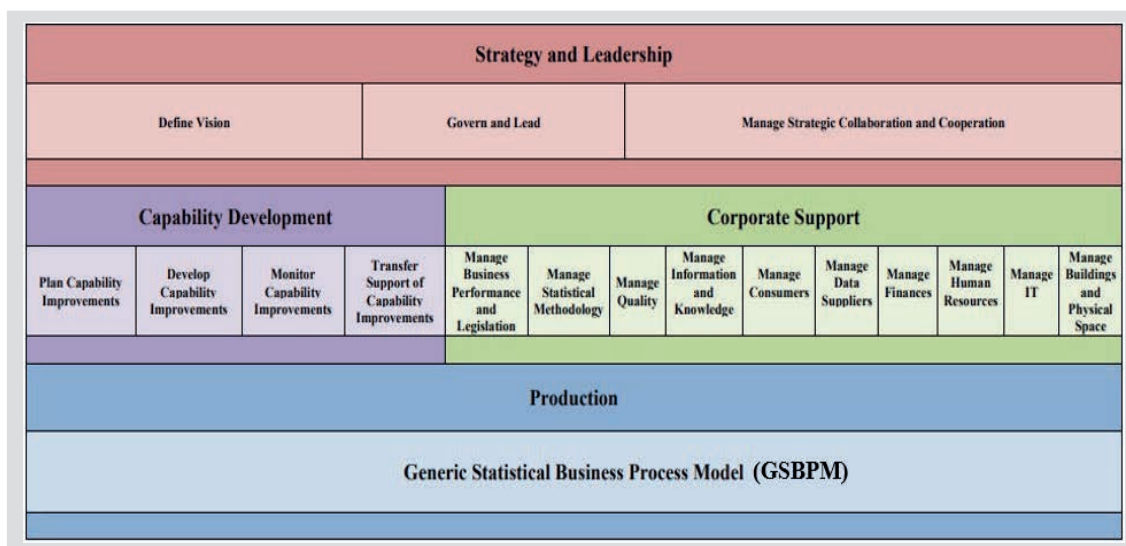 Strategy and Leadership
Define Vision
Govern and Lead
Manage Strategic Collaboration and Cooperation
Capability Development
Corporate Support
Plan Capability
Improvements
Develop
Capability
Improvements
Monitor
Capability
Improvements
Transfer
Support of
Capability
Improvements
Manage
Business
Performance
and
Legislation
Manage
Statistical
Methodology
Manage
Quality
Manage
Information
and
Knowledge
Manage
Consumers
Manage
Data
Suppliers
Manage
Finances
Manage
Human
Resources
Manage
IT
Manage
Buildings
and
Physical
Space
Production
Generic Statistical Business Process Model (GSBPM)